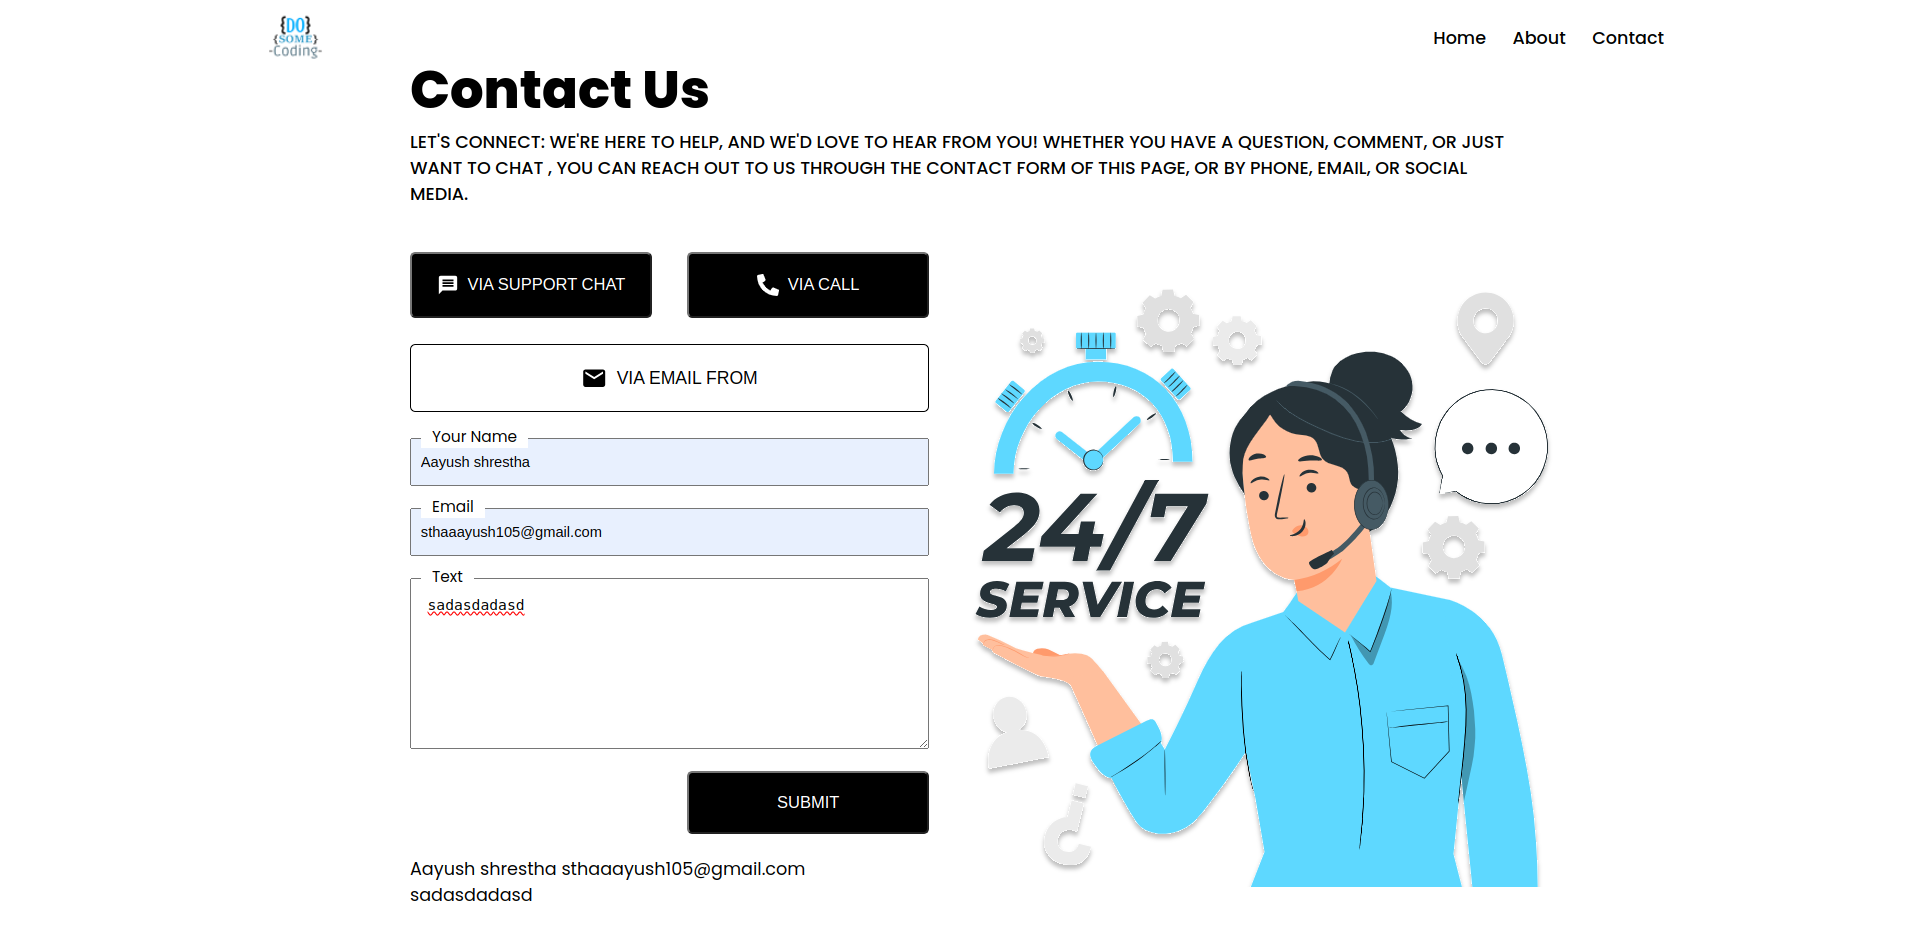 {DO}
{SOME}
-Coding-
Home About Contact
Contact Us
LET'S CONNECT: WE'RE HERE TO HELP, AND WE'D LOVE TO HEAR FROM YOU! WHETHER YOU HAVE A QUESTION, COMMENT, OR JUST
WANT TO CHAT , YOU CAN REACH OUT TO US THROUGH THE CONTACT FORM OF THIS PAGE, OR BY PHONE, EMAIL, OR SOCIAL
MEDIA.
VIA SUPPORT CHAT
VIA CALL
VIA EMAIL FROM
Your Name
Aayush shrestha
Email
sthaaayush105@gmail.com
Text
sadasdadasd
SUBMIT
Aayush shrestha sthaaayush105@gmail.com
sadasdadasd
24/7
SERVICE